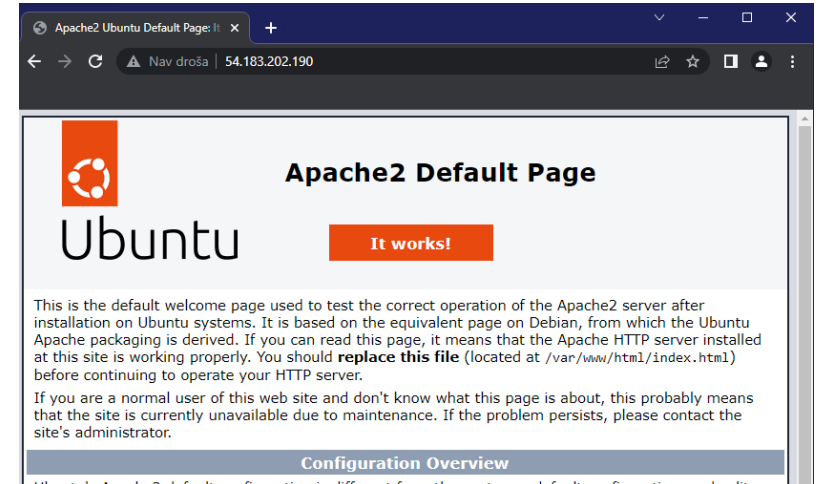 Apache2 Ubuntu Default Page: It
Nav droša | 54.183.202.190
Apache2 Default Page
Ubuntu
It works!
This is the default welcome page used to test the correct operation of the Apache2 server after
installation on Ubuntu systems. It is based on the equivalent page on Debian, from which the Ubuntu
Apache packaging is derived. If you can read this page, it means that the Apache HTTP server installed
at this site is working properly. You should replace this file (located at /var/www/html/index.html)
before continuing to operate your HTTP server.
If you are a normal user of this web site and don't know what this page is about, this probably means
that the site is currently unavailable due to maintenance. If the problem persists, please contact the
site's administrator.
Configuration Overview